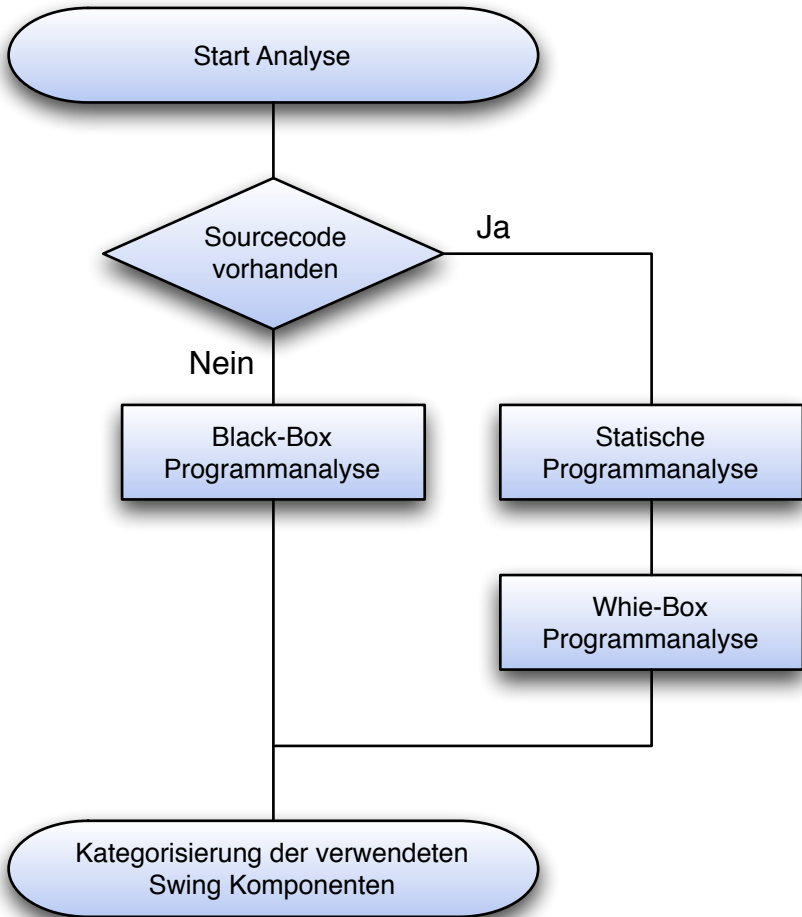 Start Analyse
Sourcecode
vorhanden
Ja
Nein
Black-Box
Programmanalyse
Statische
Programmanalyse
Whie-Box
Programmanalyse
Kategorisierung der verwendeten
Swing Komponenten